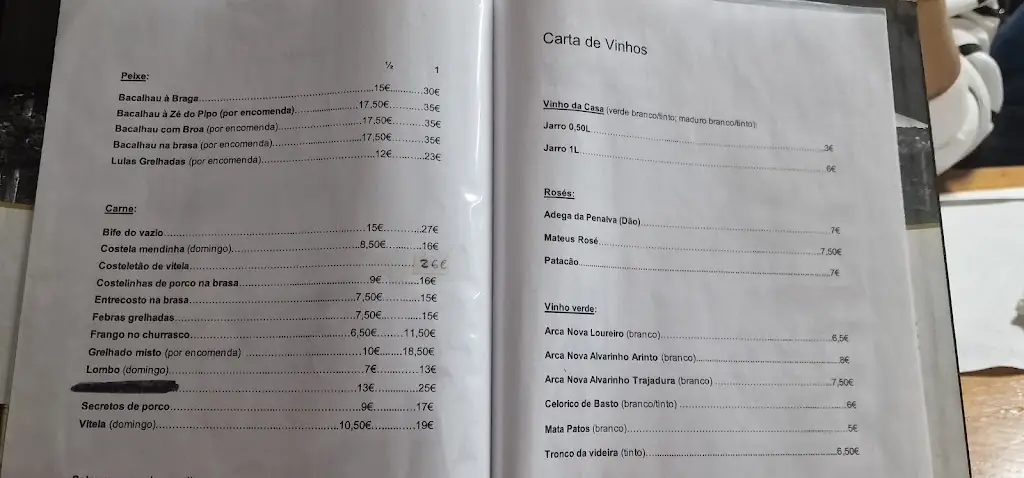 ½ 1
Peixe:
Bacalhau à Braga.....15€.....30€
Bacalhau à Zé do Pipo (por encomenda).....17,50€.....35€
Bacalhau com Broa (por encomenda).....17,50€.....35€
Bacalhau na brasa (por encomenda).....17,50€.....35€
Lulas Grelhadas (por encomenda).....12€.....23€
Carne:
Bife do vazio.....15€.....27€
Costela mendinha (domingo).....8,50€.....16€
Costeletão de vitela.....26€
Costelinhas de porco na brasa.....9€.....16€
Entrecosto na brasa.....7,50€.....15€
Febras grelhadas.....7,50€.....15€
Frango no churrasco.....6,50€.....11,50€
Grelhado misto (por encomenda) .....10€.....18,50€
Lombo (domingo).....7€.....13€
.....13€.....25€
Secretos de porco.....9€.....17€
Vitela (domingo).....10,50€.....19€
Carta de Vinhos
Vinho da Casa (verde branco/tinto; maduro branco/tinto)
Jarro 0,50L.....3€
Jarro 1L.....6€
Rosés:
Adega da Penalva (Dão).....7€
Mateus Rosé.....7,50€
Patacão.....7€
Vinho verde:
Arca Nova Loureiro (branco).....6,5€
Arca Nova Alvarinho Arinto (branco).....8€
Arca Nova Alvarinho Trajadura (branco) .....7,50€
Celorico de Basto (branco/tinto) .....6€
Mata Patos (branco).....5€
Tronco da videira (tinto).....6,50€